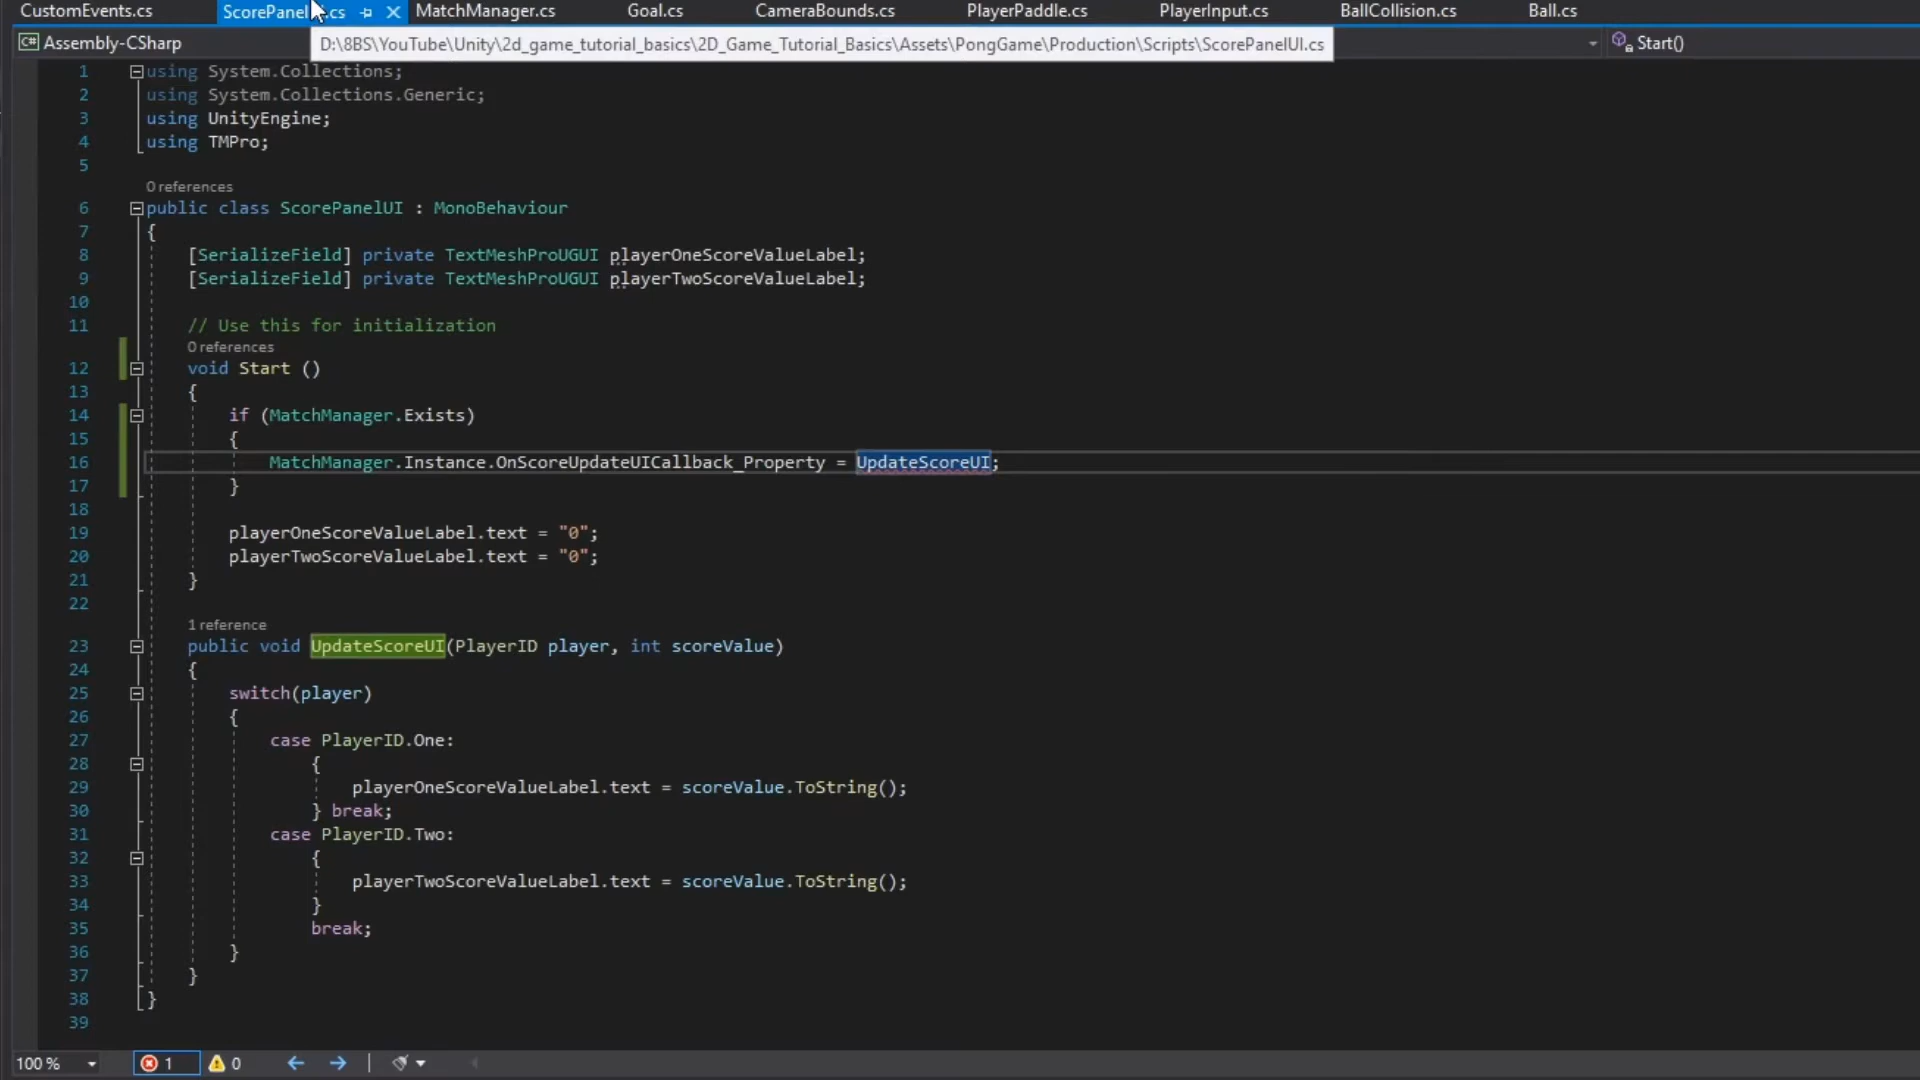 CustomEvents.cs ScorePanel .cs MatchManager.cs Goal.cs CameraBounds.cs PlayerPaddle.cs PlayerInput.cs BallCollision.cs Ball.cs
C# Assembly-CSharp D:\8BS\YouTube\Unity\2d_game_tutorial_basics\2D_Game_Tutorial_Basics\Assets\PongGame\Production\Scripts\ScorePanelUI.cs Start()
1 using System.Collections;
2 using System.Collections.Generic;
3 using UnityEngine;
4 using TMPro;
5
0 references
6 public class ScorePanelUI : MonoBehaviour
7 {
8 [SerializeField] private TextMeshProUGUI playerOneScoreValueLabel;
9 [SerializeField] private TextMeshProUGUI playerTwoScoreValueLabel;
10
11 // Use this for initialization
0 references
12 void Start ()
13 {
14 if (MatchManager.Exists)
15 {
16 MatchManager.Instance.OnScoreUpdateUICallback_Property = UpdateScoreUI;
17 }
18
19 playerOneScoreValueLabel.text = "0";
20 playerTwoScoreValueLabel.text = "0";
21 }
22
1 reference
23 public void UpdateScoreUI(PlayerID player, int scoreValue)
24 {
25 switch(player)
26 {
27 case PlayerID.One:
28 {
29 playerOneScoreValueLabel.text = scoreValue.ToString();
30 } break;
31 case PlayerID.Two:
32 {
33 playerTwoScoreValueLabel.text = scoreValue.ToString();
34 }
35 break;
36 }
37 }
38 }
39
100 % 1 0